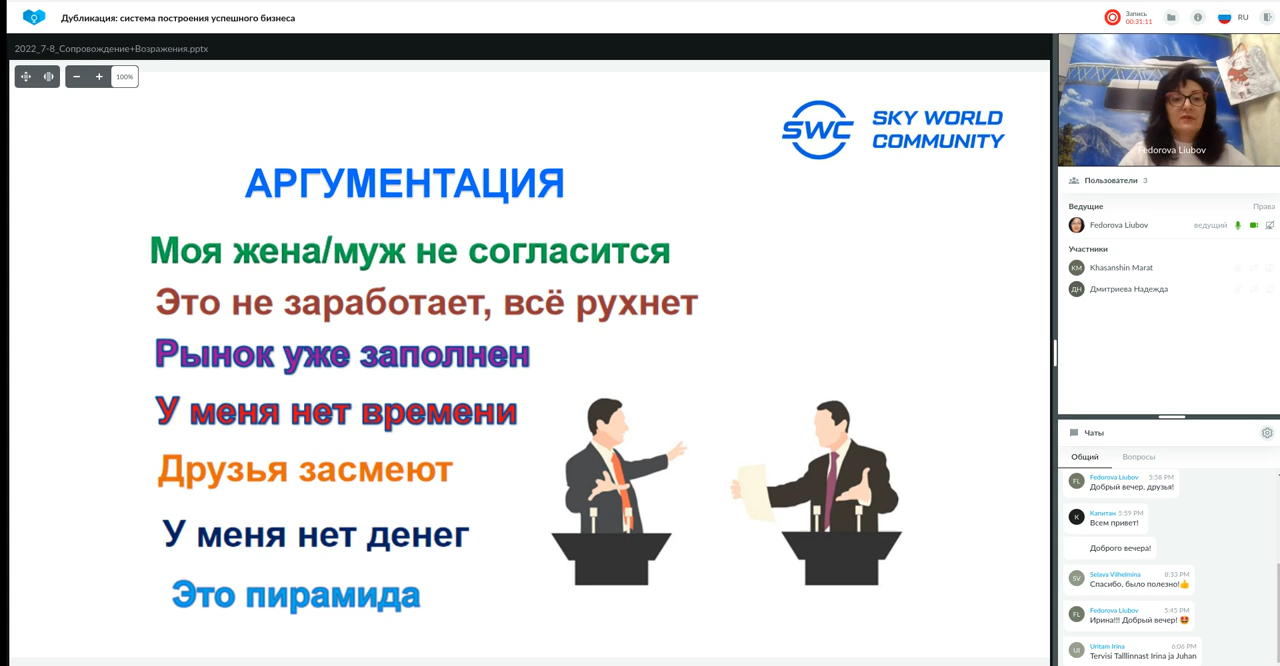 Дубликация: система построения успешного бизнеса
Запись
00:31:11
RU
2022_7-8_Сопровождение+Возражения.pptx
100%
SWC
SKY WORLD
COMMUNITY
АРГУМЕНТАЦИЯ
Моя жена/муж не согласится
Это не заработает, всё рухнет
Рынок уже заполнен
У меня нет времени
Друзья засмеют
У меня нет денег
Это пирамида
Fedorova Liubov
Пользователи 3
Ведущие Права
Fedorova Liubov ведущий
Участники
KM Khasanshin Marat
ДН Дмитриева Надежда
Чаты
Общий Вопросы
FL Fedorova Liubov 5:58 PM
Добрый вечер, друзья!
К Капитан 5:59 PM
Всем привет!
Доброго вечера!
SV Selava Vilhelmina 8:33 PM
Спасибо, было полезно!👍
FL Fedorova Liubov 5:45 PM
Ирина!!! Добрый вечер! 🤩
UI Uritam Irina 6:06 PM
Tervisi Talllinnast Irina ja Juhan